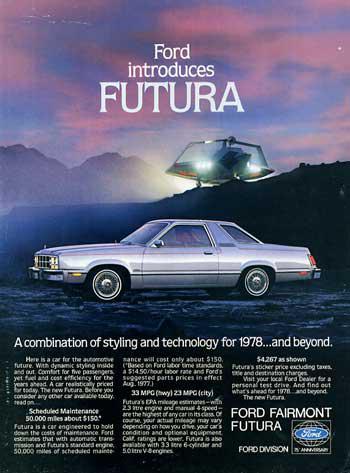 Ford
introduces
FUTURA
A combination of styling and technology for 1978...and beyond.
Here is a car for the automotive
future. With dynamic styling inside
and out. Comfort for five passengers,
yet fuel and cost efficiency for the
years ahead. A car realistically priced
for today. The new Futura. Before you
consider any other car available today,
read on....
Scheduled Maintenance
50,000 miles about $150.*
Futura is a car engineered to hold
down the costs of maintenance. Ford
estimates that with automatic trans-
mission and Futura's standard engine,
50,000 miles of scheduled mainte-
nance will cost only about $150.
(*Based on Ford labor time standards,
a $14.50/hour labor rate and Ford's
suggested parts prices in effect
Aug. 1977.)
33 MPG (hwy) 23 MPG (city)
Futura's EPA mileage estimates—with
2.3 litre engine and manual 4-speed—
are the highest of any car in its class. Of
course, your actual mileage may vary
depending on how you drive, your car's
condition and optional equipment.
Calif. ratings are lower. Futura is also
available with 3.3 litre 6-cylinder and
5.0 litre V-8 engines.
$4,267 as shown
Futura's sticker price excluding taxes,
title and destination charges.
Visit your local Ford Dealer for a
personal test drive. And find out
what's ahead for 1978...and beyond.
The new Futura.
FORD FAIRMONT
FUTURA
FORD DIVISION
Ford
75th ANNIVERSARY